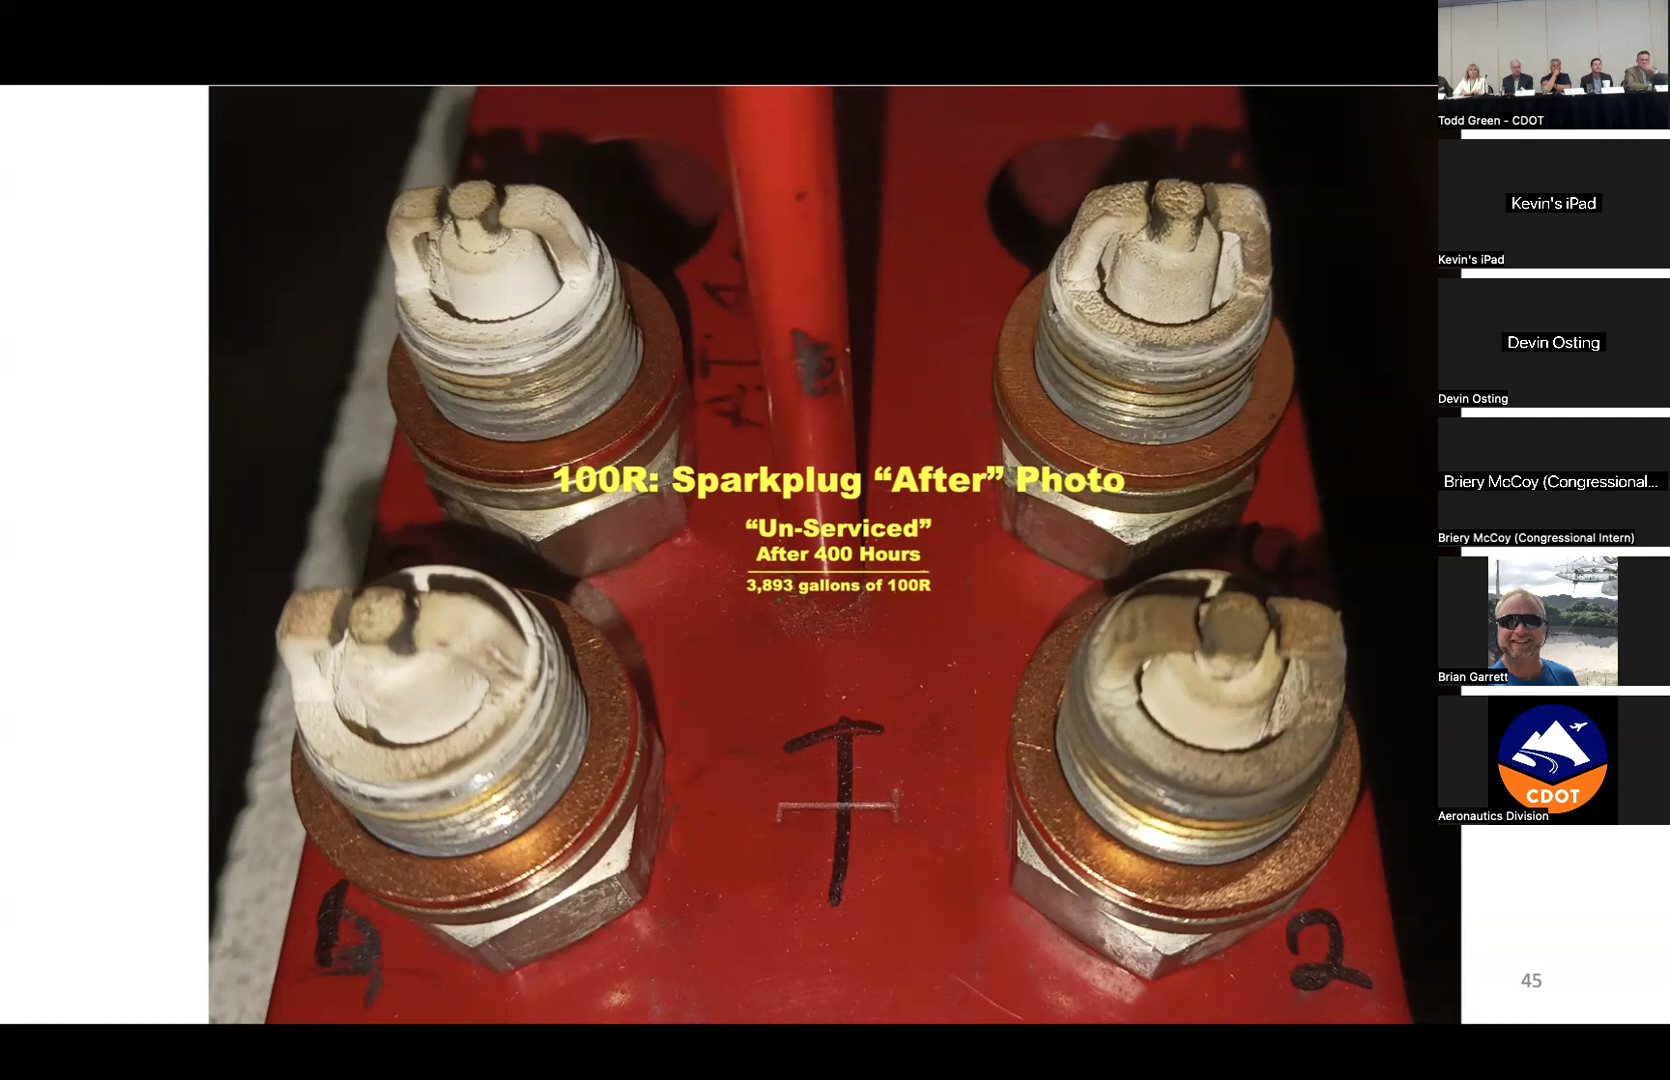 100R: Sparkplug “After” Photo
“Un-Serviced”
After 400 Hours
3,893 gallons of 100R
T
2
45
Todd Green - CDOT
Kevin's iPad
Kevin's iPad
Devin Osting
Devin Osting
Briery McCoy (Congressional...
Briery McCoy (Congressional Intern)
Brian Garrett
CDOT
Aeronautics Division